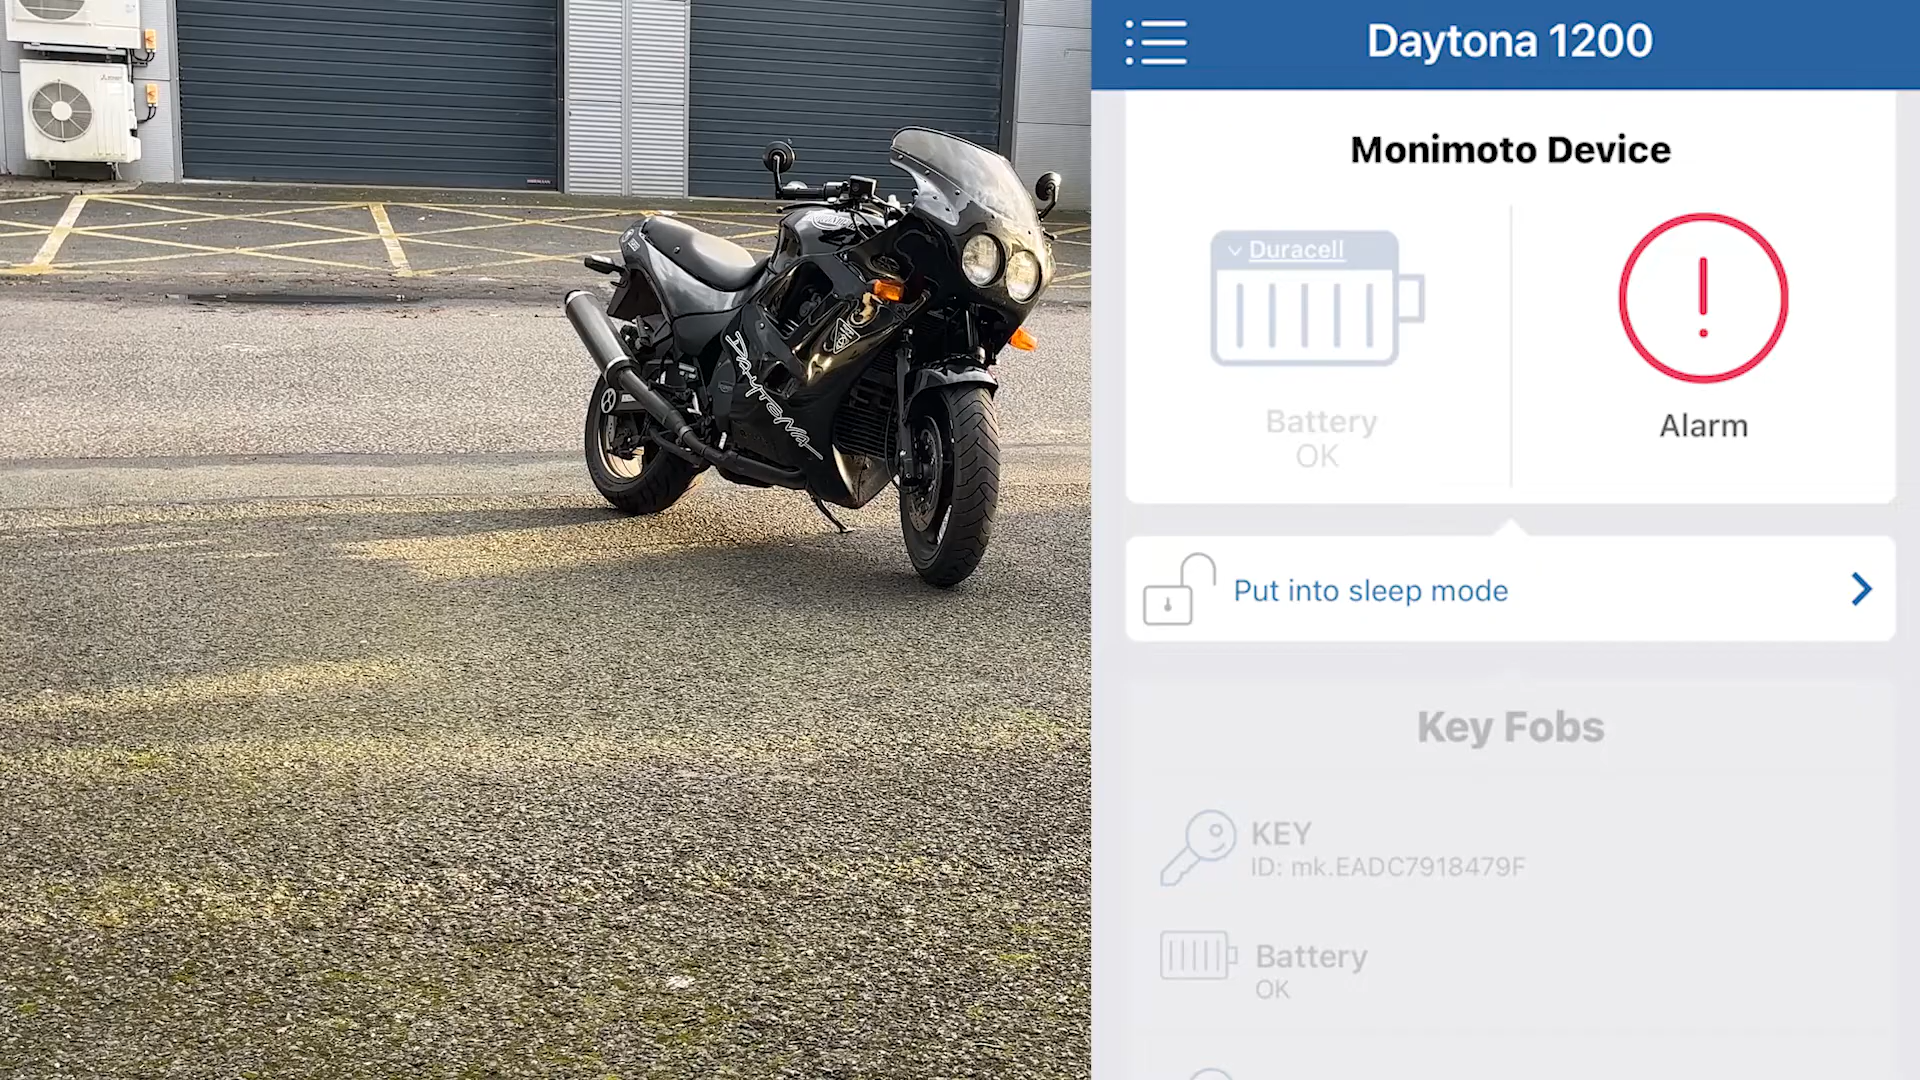 DAYTONA
Daytona 1200
Monimoto Device
Duracell
Battery
OK
Alarm
Put into sleep mode
Key Fobs
KEY
ID: mk.EADC7918479F
Battery
OK